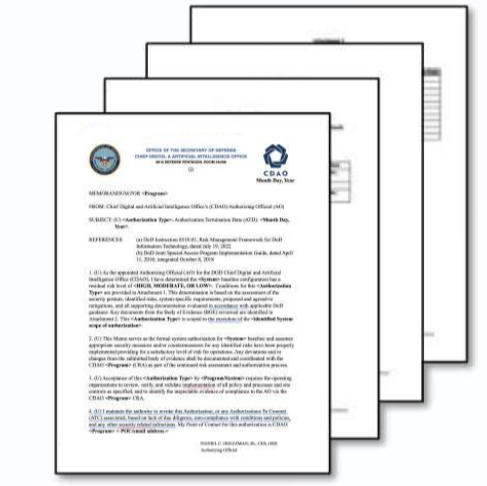 OFFICE OF THE SECRETARY OF DEFENSE
CHIEF DIGITAL & ARTIFICIAL INTELLIGENCE OFFICE
CDAO
Month Day, Year
MEMORANDUM FOR <Program>
FROM: Chief Digital and Artificial Intelligence Office's (CDAO) Authorizing Official (AO)
SUBJECT: (U) <Authorization Type>, Authorization Termination Date (ATD): <Month Day,
Year>.
REFERENCES: (a) DoD Instruction 8510.01, Risk Management Framework for DoD
Information Technology, dated July 19, 2022
(b) DoD Joint Special Access Program Implementation Guide, dated April
11, 2016, integrated October 8, 2018
1. (U) As the appointed Authorizing Official (AO) for the DOD Chief Digital and Artificial
Intelligence Office (CDAO), I have determined the <System> baseline configuration has a
residual risk level of <HIGH, MODERATE, OR LOW>. Conditions for this <Authorization
Type> are provided in Attachment 1. This determination is based on the assessment of the
security posture, identified risks, system-specific requirements, proposed and agreed
mitigations, and all supporting documentation evaluated in accordance with applicable DoD
guidance. Key documents from the Body of Evidence (BOE) reviewed are identified in
Attachment 2. This <Authorization Type> is scoped to the execution of the <Identified System
scope of authorization>.
2. (U) This Memo serves as the formal system authorization for <System> baseline and assumes
appropriate security measures and/or countermeasures for any identified risks have been properly
implemented providing for a satisfactory level of risk for operations. Any deviations and/or
changes from the submitted body of evidence shall be documented and coordinated with the
CDAO <Program> (CRA) as part of the continued risk assessment and authorization process.
3. (U) Acceptance of this <Authorization Type> by <Program/System> requires the operating
organizations to review, verify, and validate implementation of all policy and processes and site
controls as specified, and to identify the inspectable evidence of compliance to the AO via the
CDAO <Program> CRA.
4. (U) I maintain the authority to revoke this Authorization, or any Authorizations To Connect
(ATC) associated, based on lack of due diligence, non-compliance with conditions and policies,
and any other security related infractions. My Point of Contact for this authorization is CDAO
<Program> - POC/email address.>
DANIEL C. HOLTZMAN,
Authorizing Official